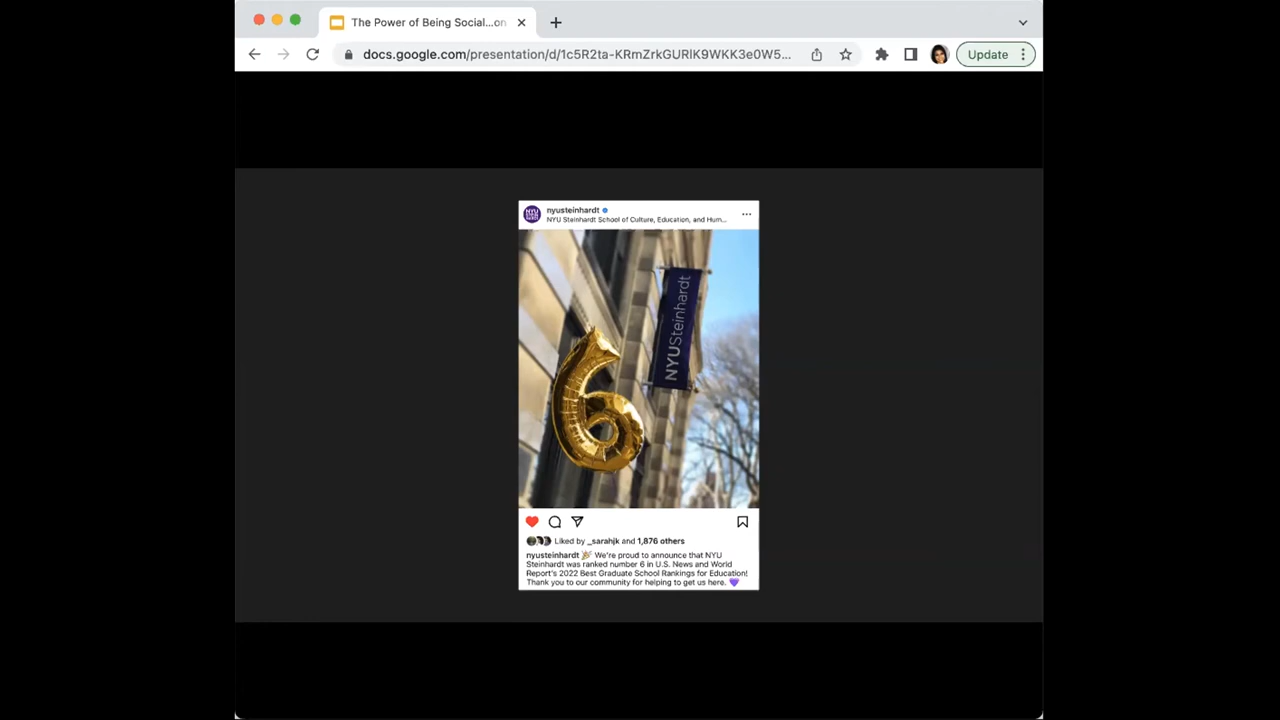 The Power of Being Social...on
docs.google.com/presentation/d/1c5R2ta-KRmZrkGURlK9WKK3e0W5...
Update
nyusteinhardt
NYU Steinhardt School of Culture, Education, and Hum...
NYUSteinhardt
6
Liked by _sarahjk and 1,876 others
nyusteinhardt 🎉 We're proud to announce that NYU
Steinhardt was ranked number 6 in U.S. News and World
Report's 2022 Best Graduate School Rankings for Education!
Thank you to our community for helping to get us here. 💜